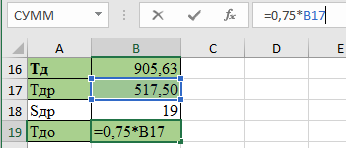 СУММ =0,75*B17
A B C D
16 Тд 905,63
17 Тдр 517,50
18 Sдр 19
19 Тдо =0,75*B17